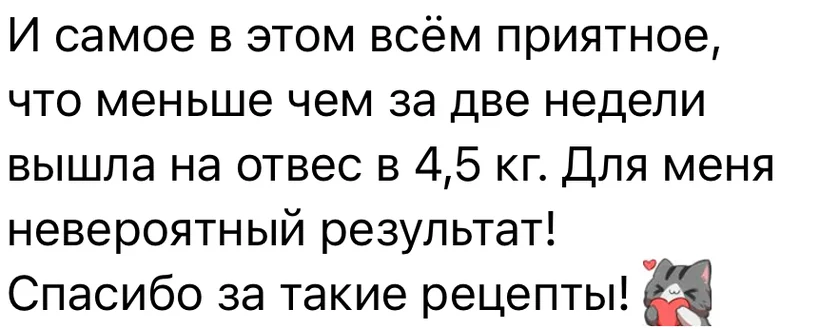 И самое в этом всём приятное,
что меньше чем за две недели
вышла на отвес в 4,5 кг. Для меня
невероятный результат!
Спасибо за такие рецепты!